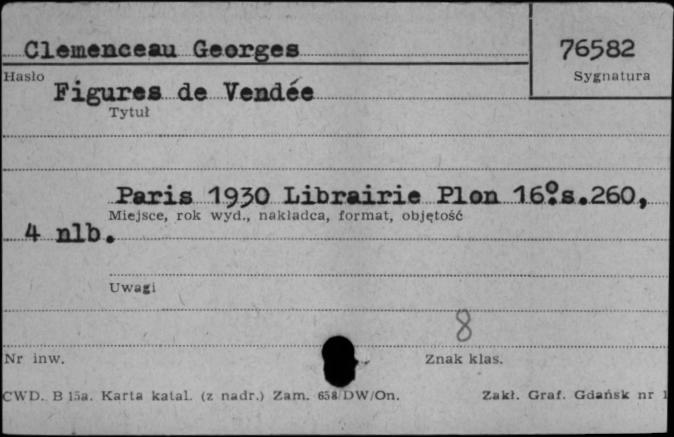 Clemenceau Georges
76582
Hasło
Sygnatura
Figures de Vendée
Tytuł
Paris 1930 Librairie Plon 16º.s.260,
Miejsce, rok wyd., nakładca, format, objętość
4 nlb.
Uwagi
8
Nr inw.
Znak klas.
CWD. B 15a. Karta katal. (z nadr.) Zam. 658/DW/On.
Zakł. Graf. Gdańsk nr 1